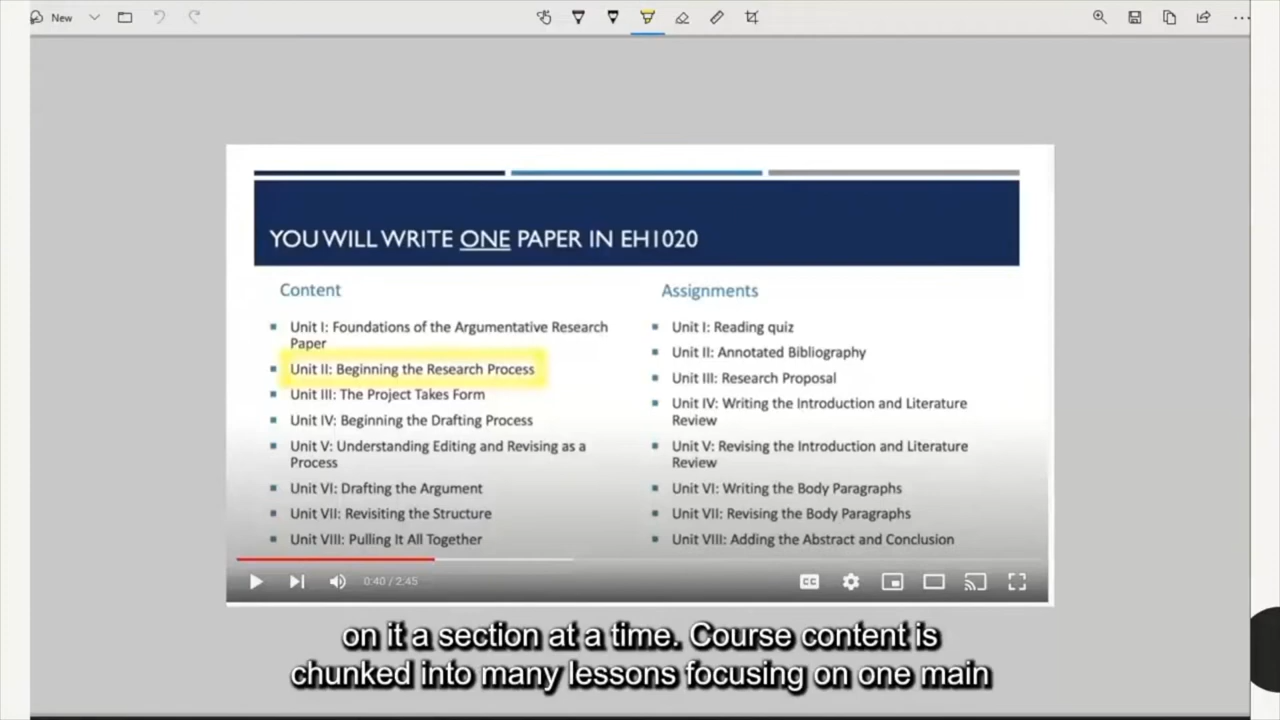 New
YOU WILL WRITE ONE PAPER IN EH1020
Content
Unit I: Foundations of the Argumentative Research
Paper
Unit II: Beginning the Research Process
Unit III: The Project Takes Form
Unit IV: Beginning the Drafting Process
Unit V: Understanding Editing and Revising as a
Process
Unit VI: Drafting the Argument
Unit VII: Revisiting the Structure
Unit VIII: Pulling It All Together
Assignments
Unit I: Reading quiz
Unit II: Annotated Bibliography
Unit III: Research Proposal
Unit IV: Writing the Introduction and Literature
Review
Unit V: Revising the Introduction and Literature
Review
Unit VI: Writing the Body Paragraphs
Unit VII: Revising the Body Paragraphs
Unit VIII: Adding the Abstract and Conclusion
0:40 / 2:45
CC
on it a section at a time. Course content is
chunked into many lessons focusing on one main